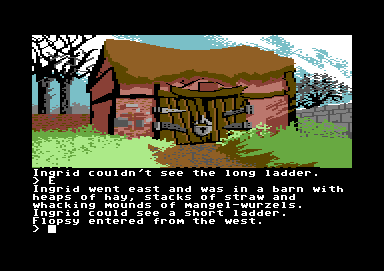 Ingrid couldn't see the long ladder.
> E
Ingrid went east and was in a barn with
heaps of hay, stacks of straw and
whacking mounds of mangel-wurzels.
Ingrid could see a short ladder.
Flopsy entered from the west.
>